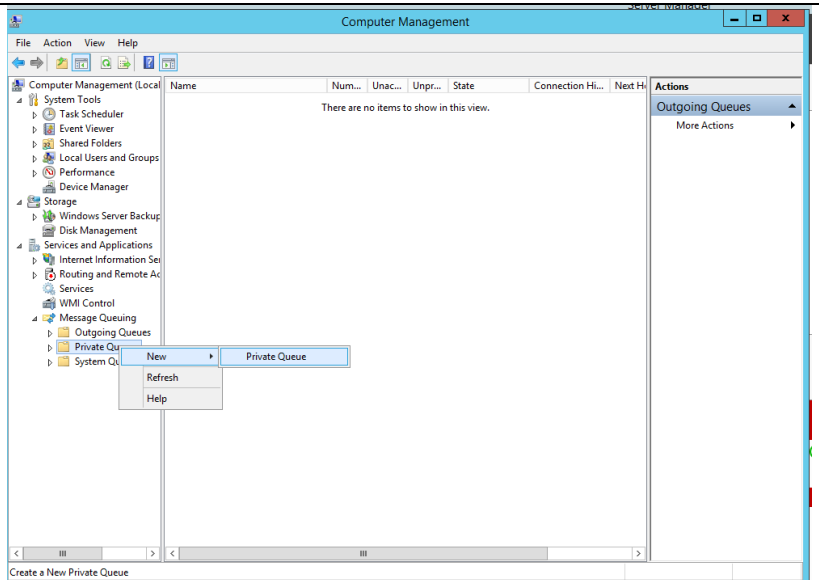 Server Manager
Computer Management
File Action View Help
Computer Management (Local
System Tools
Task Scheduler
Event Viewer
Shared Folders
Local Users and Groups
Performance
Device Manager
Storage
Windows Server Backup
Disk Management
Services and Applications
Internet Information Ser
Routing and Remote Ac
Services
WMI Control
Message Queuing
Outgoing Queues
Private Qu
System Qu
Name Num... Unac... Unpr... State Connection Hi... Next H
There are no items to show in this view.
New
Refresh
Help
Private Queue
Actions
Outgoing Queues
More Actions
Create a New Private Queue